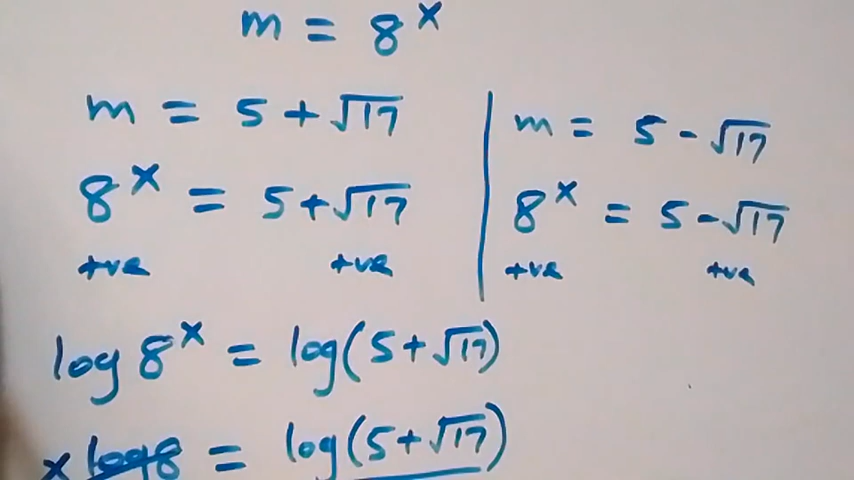 m = 8^x
m = 5 + √17
8^x = 5 + √17
+ve +ve
log 8^x = log(5 + √17)
x log 8 = log(5 + √17)
m = 5 - √17
8^x = 5 - √17
+ve +ve